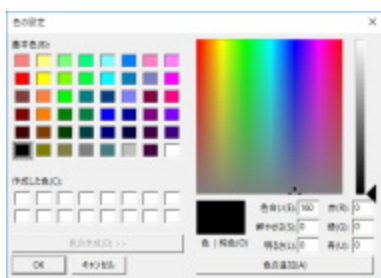 色の設定
基本色(B):
作成した色(C):
色の作成(D) >>
OK
キャンセル
色 | 純色(O)
色合い(E): 160
鮮やかさ(S): 0
明るさ(L): 0
赤(R): 0
緑(G): 0
青(U): 0
色の追加(A)